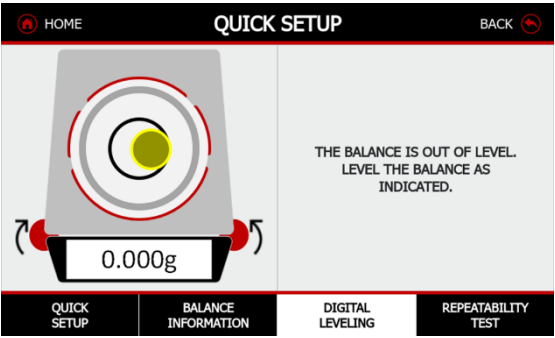 HOME
QUICK SETUP
BACK
THE BALANCE IS OUT OF LEVEL.
LEVEL THE BALANCE AS
INDICATED.
0.000g
QUICK
SETUP
BALANCE
INFORMATION
DIGITAL
LEVELING
REPEATABILITY
TEST